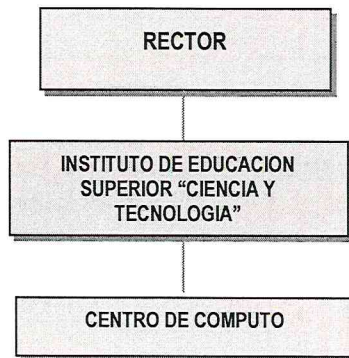 RECTOR
INSTITUTO DE EDUCACION
SUPERIOR “CIENCIA Y
TECNOLOGIA”
CENTRO DE COMPUTO